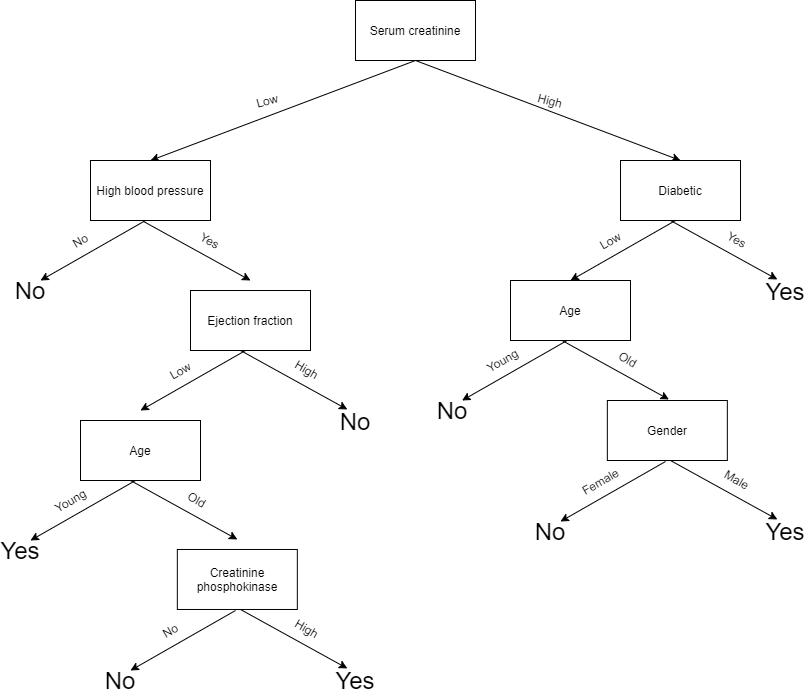 Serum creatinine
Low
High
High blood pressure
Diabetic
No
Yes
Low
Yes
No
Yes
Ejection fraction
Age
Low
High
Young
Old
No
No
Age
Gender
Young
Old
Female
Male
Yes
No
Yes
Creatinine
phosphokinase
No
High
No
Yes